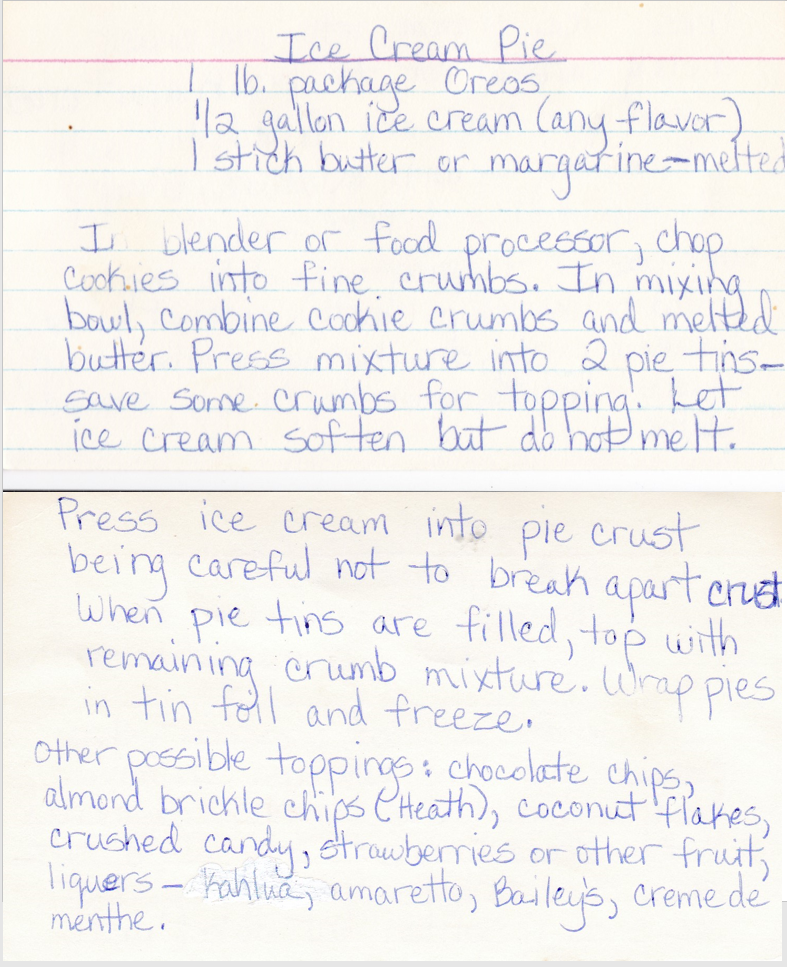 Ice Cream Pie
1 lb. package Oreos
1/2 gallon ice cream (any flavor)
1 stick butter or margarine-melted
In blender or food processor, chop
cookies into fine crumbs. In mixing
bowl, combine cookie crumbs and melted
butter. Press mixture into 2 pie tins-
save some crumbs for topping. Let
ice cream soften but do not melt.
Press ice cream into pie crust
being careful not to break apart crust
When pie tins are filled, top with
remaining crumb mixture. Wrap pies
in tin foil and freeze.
Other possible toppings: chocolate chips,
almond brickle chips (Heath), coconut flakes,
crushed candy, strawberries or other fruit,
liquers - Kahlua, amaretto, Bailey's, creme de
menthe.